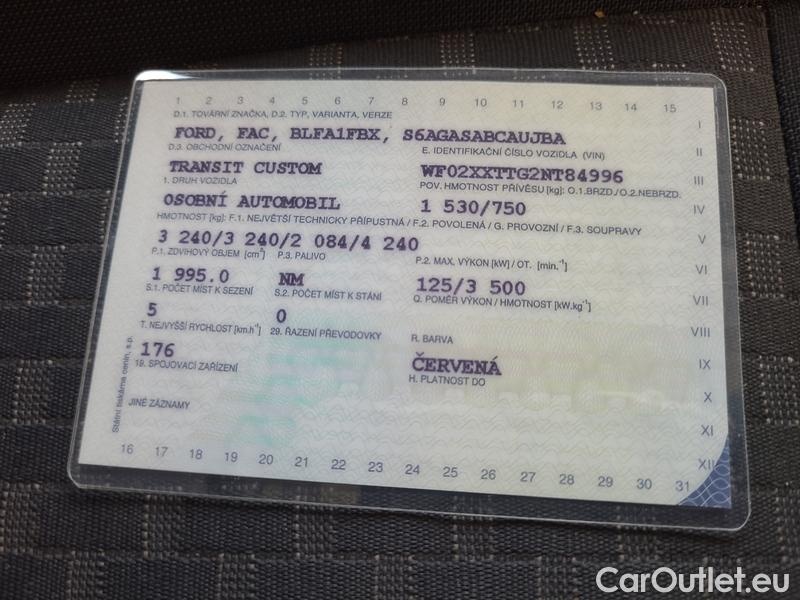 1 2 3 4 5 6 7 8 9 10 11 12 13 14 15
D.1. TOVÁRNÍ ZNAČKA, D.2. TYP, VARIANTA, VERZE
I
FORD, FAC, BLFA1FBX, S6AGASABCAUJBA
D.3. OBCHODNÍ OZNAČENÍ
E. IDENTIFIKAČNÍ ČÍSLO VOZIDLA (VIN)
II
TRANSIT CUSTOM
WF02XXTTG2NT84996
1. DRUH VOZIDLA
POV. HMOTNOST PŘÍVĚSU [kg]: O.1.BRZD./O.2.NEBRZD.
III
OSOBNÍ AUTOMOBIL
1 530/750
IV
HMOTNOST [kg]: F.1. NEJVĚTŠÍ TECHNICKY PŘÍPUSTNÁ / F.2. POVOLENÁ / G. PROVOZNÍ / F.3. SOUPRAVY
3 240/3 240/2 084/4 240
V
P.1. ZDVIHOVÝ OBJEM [cm³]
P.3. PALIVO
P.2. MAX. VÝKON [kW] / OT. [min.⁻¹]
1 995.0
NM
125/3 500
VI
S.1. POČET MÍST K SEZENÍ
S.2. POČET MÍST K STÁNÍ
Q. POMĚR VÝKON / HMOTNOST [kW.kg⁻¹]
VII
5
0
T. NEJVYŠŠÍ RYCHLOST [km.h⁻¹]
29. ŘAZENÍ PŘEVODOVKY
R. BARVA
VIII
176
ČERVENÁ
IX
19. SPOJOVACÍ ZAŘÍZENÍ
H. PLATNOST DO
X
JINÉ ZÁZNAMY
XI
XII
Státní tiskárna cenin, s.p.
16 17 18 19 20 21 22 23 24 25 26 27 28 29 30 31
CarOutlet.eu